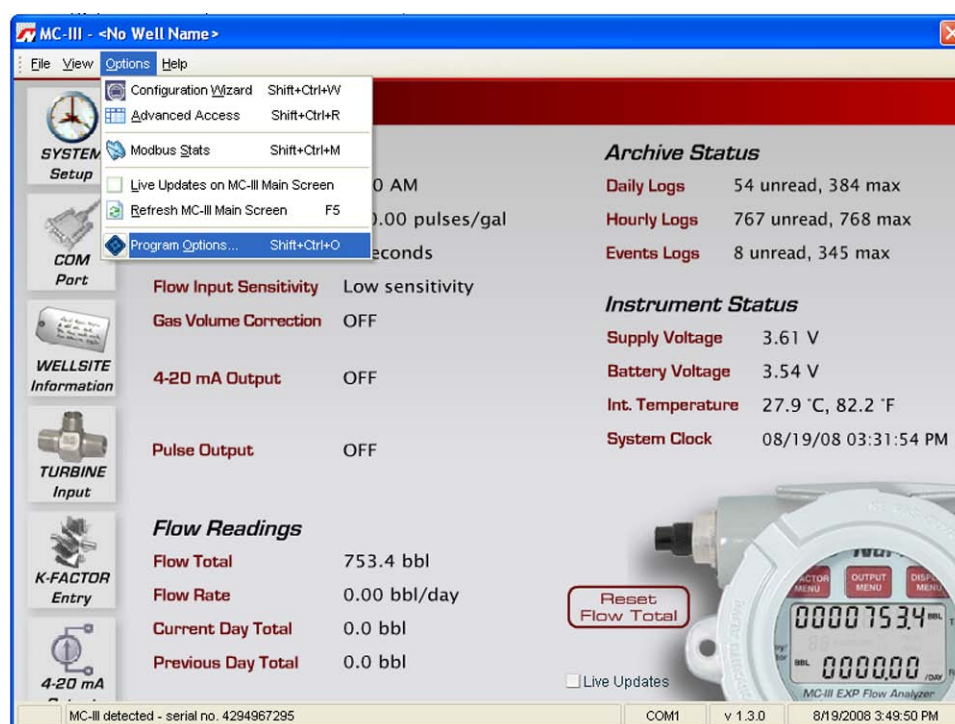 MC-III - <No Well Name>
File View Options Help
Configuration Wizard Shift+Ctrl+W
Advanced Access Shift+Ctrl+R
Modbus Stats Shift+Ctrl+M
Live Updates on MC-III Main Screen
Refresh MC-III Main Screen F5
Program Options... Shift+Ctrl+O
SYSTEM
Setup
COM
Port
WELLSITE
Information
TURBINE
Input
K-FACTOR
Entry
4-20 mA
0 AM
.00 pulses/gal
Flow Input Sensitivity Low sensitivity
Gas Volume Correction OFF
4-20 mA Output OFF
Pulse Output OFF
Flow Readings
Flow Total 753.4 bbl
Flow Rate 0.00 bbl/day
Current Day Total 0.0 bbl
Previous Day Total 0.0 bbl
Archive Status
Daily Logs 54 unread, 384 max
Hourly Logs 767 unread, 768 max
Events Logs 8 unread, 345 max
Instrument Status
Supply Voltage 3.61 V
Battery Voltage 3.54 V
Int. Temperature 27.9 °C, 82.2 °F
System Clock 08/19/08 03:31:54 PM
Reset
Flow Total
Live Updates
OUTPUT
MENU
MENU
MENU
0000753.4 BBL
BBL 0000.00 /DAY
MC-III EXP Flow Analyzer
MC-III detected - serial no. 4294967295 COM1 v 1.3.0 8/19/2008 3:49:50 PM